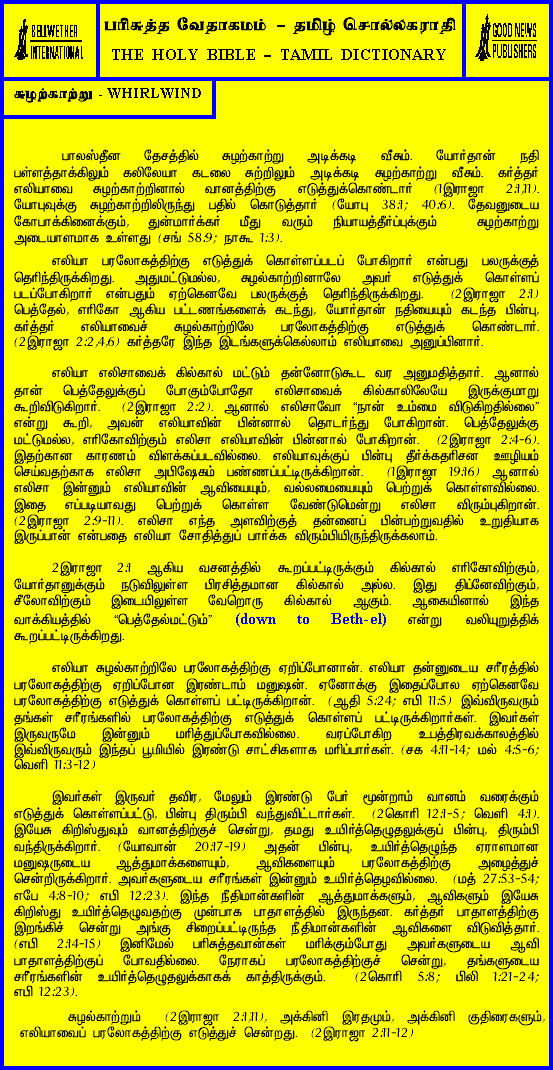 BELLWETHER
INTERNATIONAL
பரிசுத்த வேதாகமம் – தமிழ் சொல்லகராதி
THE HOLY BIBLE – TAMIL DICTIONARY
GOOD NEWS
PUBLISHERS
சுழற்காற்று - WHIRLWIND
பாலஸ்தீன தேசத்தில் சுழற்காற்று அடிக்கடி வீசும். யோர்தான் நதி
பள்ளத்தாக்கிலும் கலிலேயா கடலை சுற்றிலும் அடிக்கடி சுழற்காற்று வீசும். கர்த்தர்
எலியாவை சுழற்காற்றினால் வானத்திற்கு எடுத்துக்கொண்டார் (1இராஜா 2:1,11).
யோபுவுக்கு சுழற்காற்றிலிருந்து பதில் கொடுத்தார் (யோபு 38:1; 40:6). தேவனுடைய
கோபாக்கினைக்கும், துன்மார்க்கர் மீது வரும் நியாயத்தீர்ப்புக்கும் சுழற்காற்று
அடையாளமாக உள்ளது (சங் 58:9; நாகூ 1:3).
எலியா பரலோகத்திற்கு எடுத்துக் கொள்ளப்படப் போகிறார் என்பது பலருக்குத்
தெரிந்திருக்கிறது. அதுமட்டுமல்ல, சுழல்காற்றினாலே அவர் எடுத்துக் கொள்ளப்
படப்போகிறார் என்பதும் ஏற்கெனவே பலருக்குத் தெரிந்திருக்கிறது. (2இராஜா 2:1)
பெத்தேல், எரிகோ ஆகிய பட்டணங்களைக் கடந்து, யோர்தான் நதியையும் கடந்த பின்பு,
கர்த்தர் எலியாவைச் சுழல்காற்றிலே பரலோகத்திற்கு எடுத்துக் கொண்டார்.
(2இராஜா 2:2,4,6) கர்த்தரே இந்த இடங்களுக்கெல்லாம் எலியாவை அனுப்பினார்.
எலியா எலிசாவைக் கில்கால் மட்டும் தன்னோடுகூட வர அனுமதித்தார். ஆனால்
தான் பெத்தேலுக்குப் போகும்போதோ எலிசாவைக் கில்காலிலேயே இருக்குமாறு
கூறிவிடுகிறார். (2இராஜா 2:2). ஆனால் எலிசாவோ “நான் உம்மை விடுகிறதில்லை”
என்று கூறி, அவன் எலியாவின் பின்னால் தொடர்ந்து போகிறான். பெத்தேலுக்கு
மட்டுமல்ல, எரிகோவிற்கும் எலிசா எலியாவின் பின்னால் போகிறான். (2இராஜா 2:4-6).
இதற்கான காரணம் விளக்கப்படவில்லை. எலியாவுக்குப் பின்பு தீர்க்கதரிசன ஊழியம்
செய்வதற்காக எலிசா அபிஷேகம் பண்ணப்பட்டிருக்கிறான். (1இராஜா 19:16) ஆனால்
எலிசா இன்னும் எலியாவின் ஆவியையும், வல்லமையையும் பெற்றுக் கொள்ளவில்லை.
இதை எப்படியாவது பெற்றுக் கொள்ள வேண்டுமென்று எலிசா விரும்புகிறான்.
(2இராஜா 2:9-11). எலிசா எந்த அளவிற்குத் தன்னைப் பின்பற்றுவதில் உறுதியாக
இருப்பான் என்பதை எலியா சோதித்துப் பார்க்க விரும்பியிருந்திருக்கலாம்.
2இராஜா 2:1 ஆகிய வசனத்தில் கூறப்பட்டிருக்கும் கில்கால் எரிகோவிற்கும்,
யோர்தானுக்கும் நடுவிலுள்ள பிரசித்தமான கில்கால் அல்ல. இது திப்னேவிற்கும்,
சீலோவிற்கும் இடையிலுள்ள வேறொரு கில்கால் ஆகும். ஆகையினால் இந்த
வாக்கியத்தில் “பெத்தேல்மட்டும்” (down to Beth-el) என்று வலியுறுத்திக்
கூறப்பட்டிருக்கிறது.
எலியா சுழல்காற்றிலே பரலோகத்திற்கு ஏறிப்போனான். எலியா தன்னுடைய சரீரத்தில்
பரலோகத்திற்கு ஏறிப்போன இரண்டாம் மனுஷன். ஏனோக்கு இதைப்போல ஏற்கெனவே
பரலோகத்திற்கு எடுத்துக் கொள்ளப் பட்டிருக்கிறான். (ஆதி 5:24; எபி 11:5) இவ்விருவரும்
தங்கள் சரீரங்களில் பரலோகத்திற்கு எடுத்துக் கொள்ளப் பட்டிருக்கிறார்கள். இவர்கள்
இருவருமே இன்னும் மரித்துப்போகவில்லை. வரப்போகிற உபத்திரவக்காலத்தில்
இவ்விருவரும் இந்தப் பூமியில் இரண்டு சாட்சிகளாக மரிப்பார்கள். (சக 4:11-14; மல் 4:5-6;
வெளி 11:3-12)
இவர்கள் இருவர் தவிர, மேலும் இரண்டு பேர் மூன்றாம் வானம் வரைக்கும்
எடுத்துக் கொள்ளப்பட்டு, பின்பு திரும்பி வந்துவிட்டார்கள். (2கொரி 12:1-5; வெளி 4:1).
இயேசு கிறிஸ்துவும் வானத்திற்குச் சென்று, தமது உயிர்த்தெழுதலுக்குப் பின்பு, திரும்பி
வந்திருக்கிறார். (யோவான் 20:17-19) அதன் பின்பு, உயிர்த்தெழுந்த ஏராளமான
மனுஷருடைய ஆத்துமாக்களையும், ஆவிகளையும் பரலோகத்திற்கு அழைத்துச்
சென்றிருக்கிறார். அவர்களுடைய சரீரங்கள் இன்னும் உயிர்த்தெழவில்லை. (மத் 27:53-54;
எபே 4:8-10; எபி 12:23). இந்த நீதிமான்களின் ஆத்துமாக்களும், ஆவிகளும் இயேசு
கிறிஸ்து உயிர்த்தெழுவதற்கு முன்பாக பாதாளத்தில் இருந்தன. கர்த்தர் பாதாளத்திற்கு
இறங்கிச் சென்று அங்கு சிறைப்பட்டிருந்த நீதிமான்களின் ஆவிகளை விடுவித்தார்.
(எபி 2:14-15) இனிமேல் பரிசுத்தவான்கள் மரிக்கும்போது அவர்களுடைய ஆவி
பாதாளத்திற்குப் போவதில்லை. நேராகப் பரலோகத்திற்குச் சென்று, தங்களுடைய
சரீரங்களின் உயிர்த்தெழுதலுக்காகக் காத்திருக்கும். (2கொரி 5:8; பிலி 1:21-24;
எபி 12:23).
சுழல்காற்றும் (2இராஜா 2:1,11), அக்கினி இரதமும், அக்கினி குதிரைகளும்,
எலியாவைப் பரலோகத்திற்கு எடுத்துச் சென்றது. (2இராஜா 2:11-12)